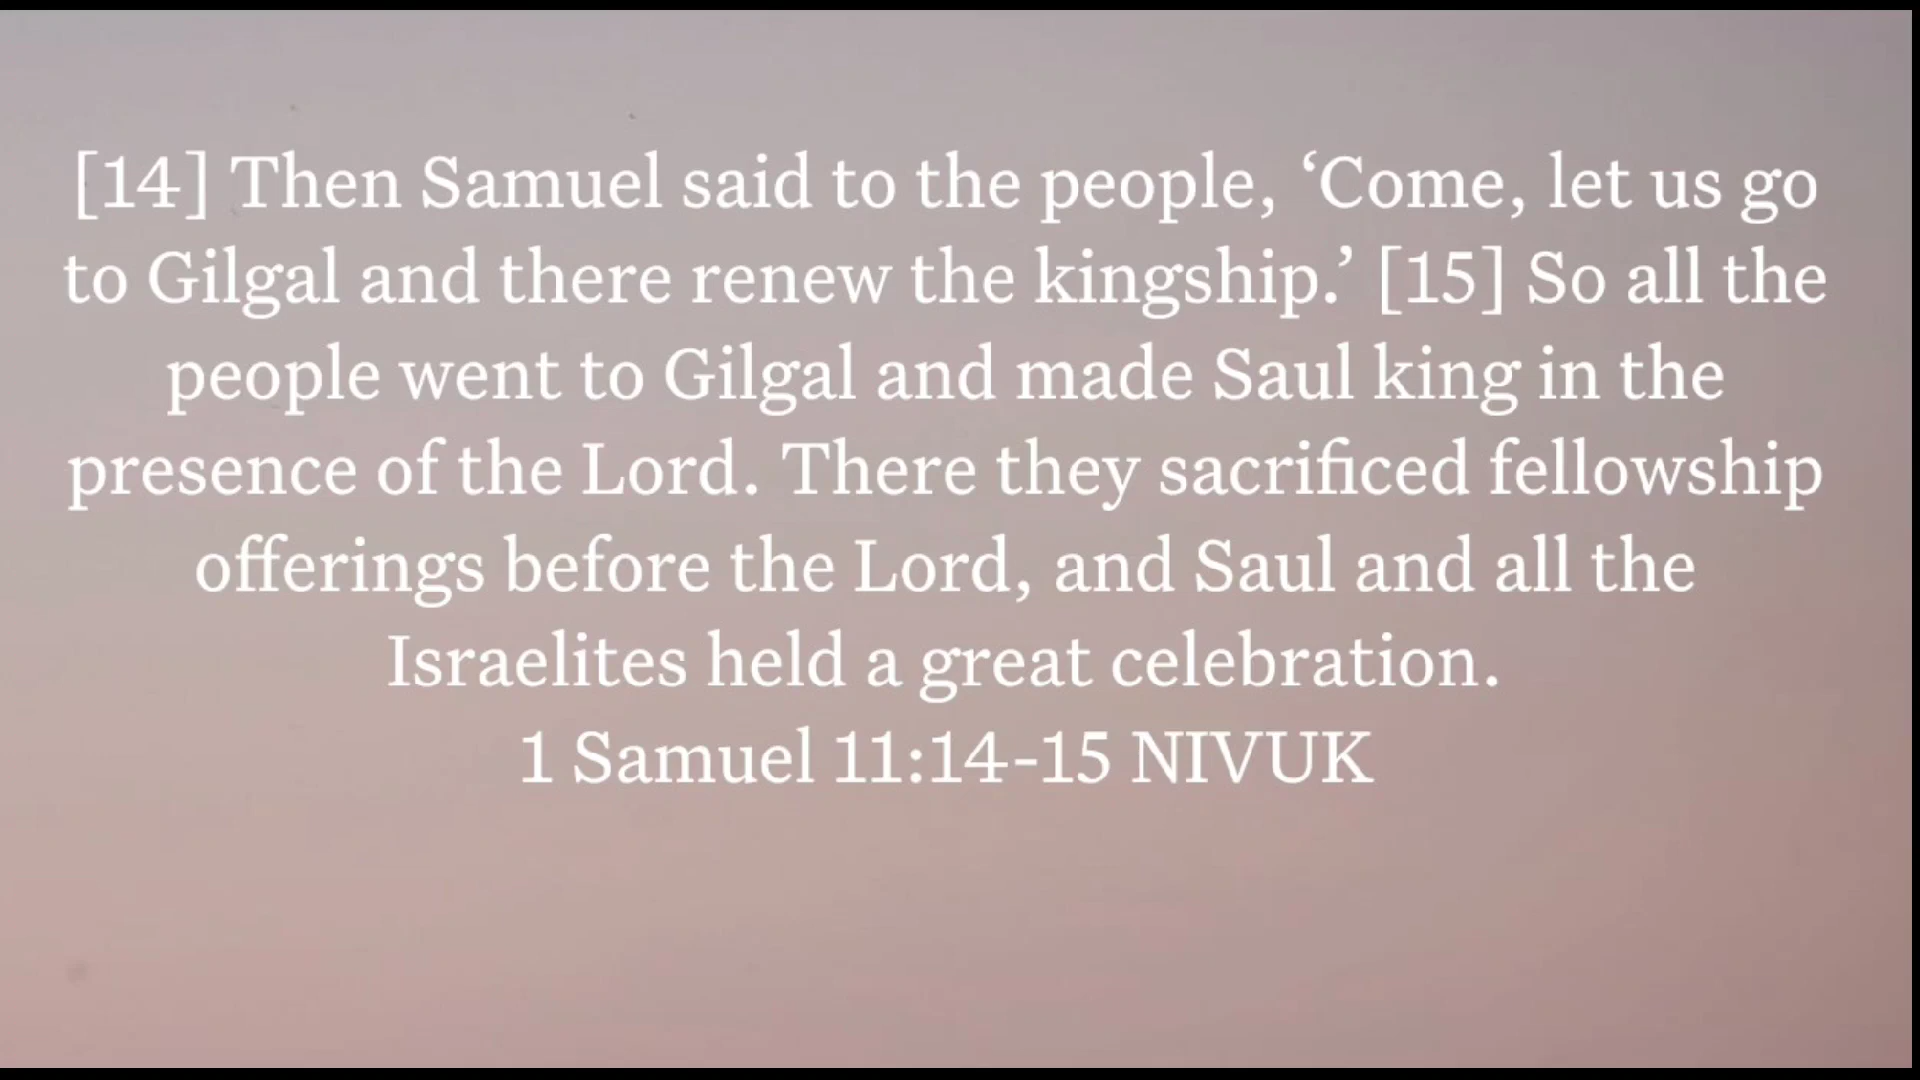 [14] Then Samuel said to the people, ‘Come, let us go
to Gilgal and there renew the kingship.’ [15] So all the
people went to Gilgal and made Saul king in the
presence of the Lord. There they sacrificed fellowship
offerings before the Lord, and Saul and all the
Israelites held a great celebration.
1 Samuel 11:14-15 NIVUK